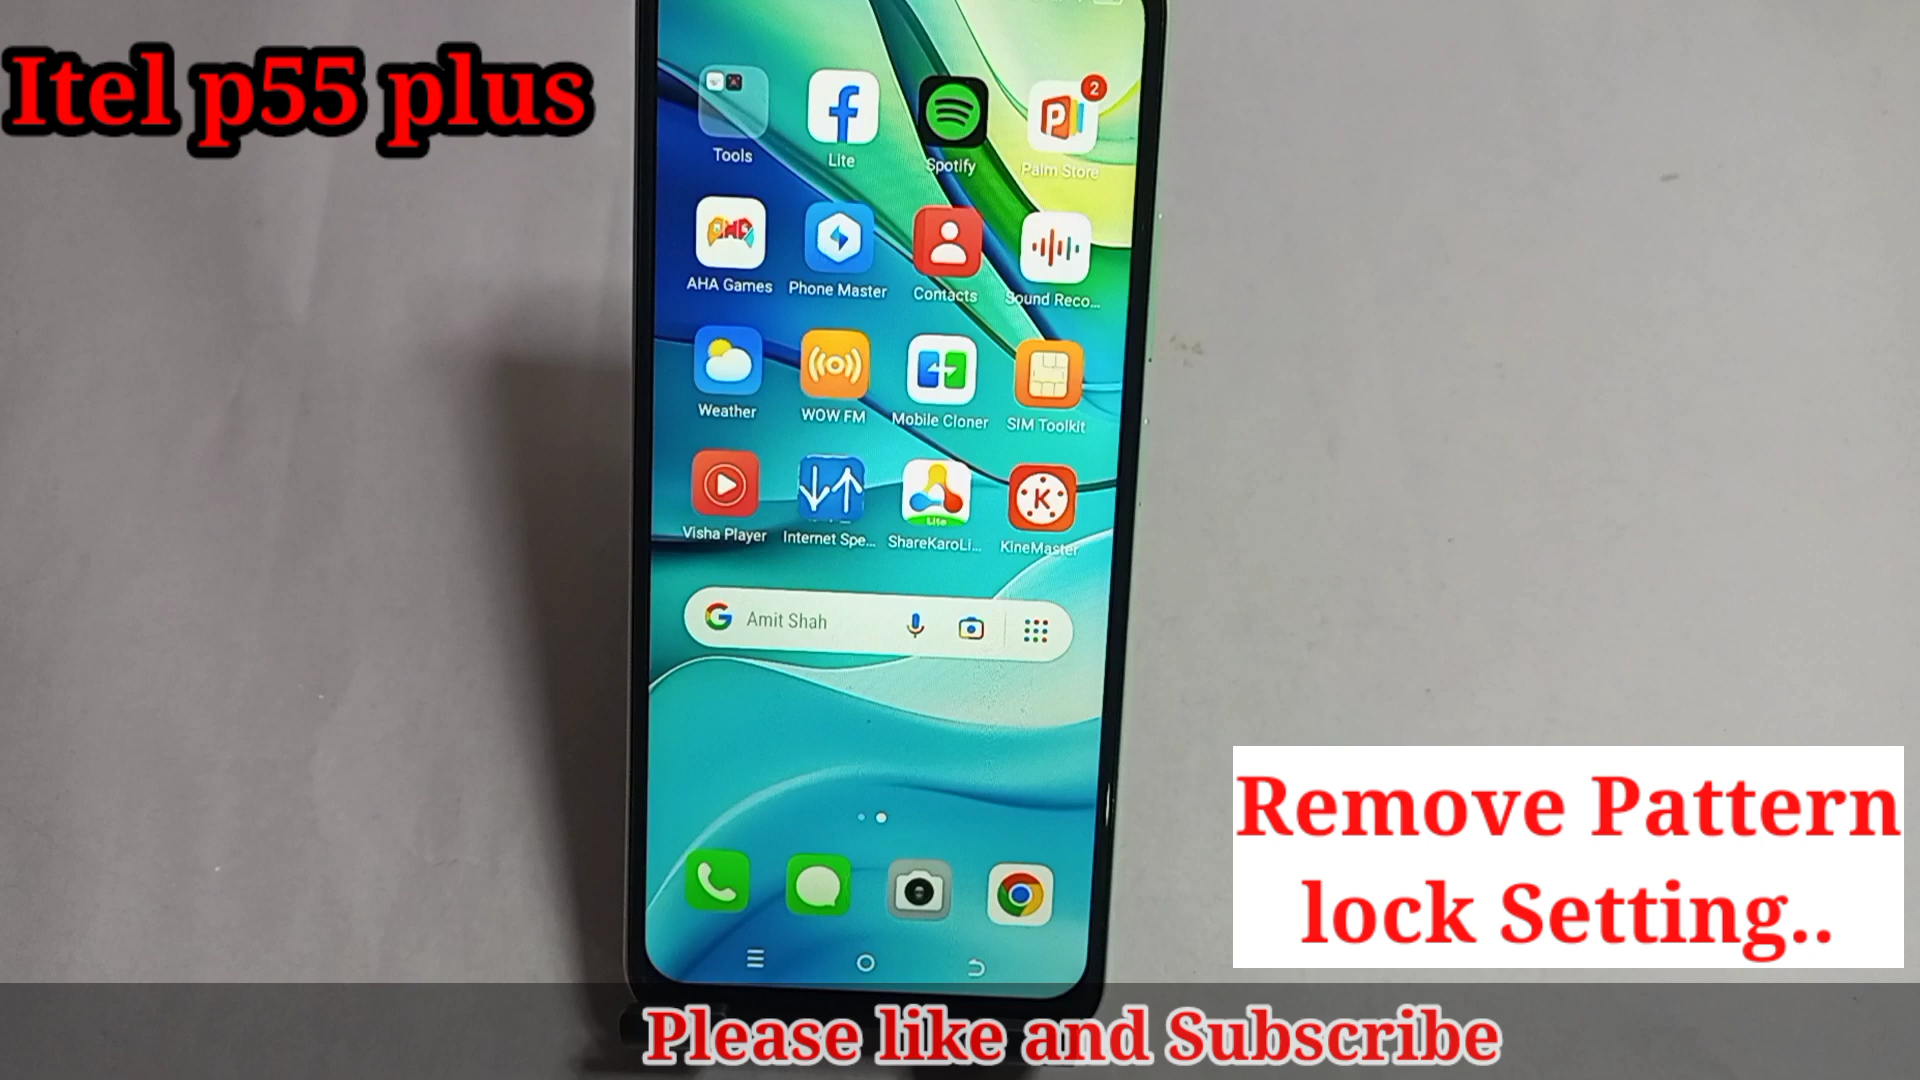 Itel p55 plus
2
Tools
Lite
Spotify
Palm Store
AHA Games
Phone Master
Contacts
Sound Reco...
Weather
WOW FM
Mobile Cloner
SIM Toolkit
Lite
Visha Player
Internet Spe...
ShareKaroLi...
KineMaster
Amit Shah
Remove Pattern
lock Setting..
Please like and Subscribe